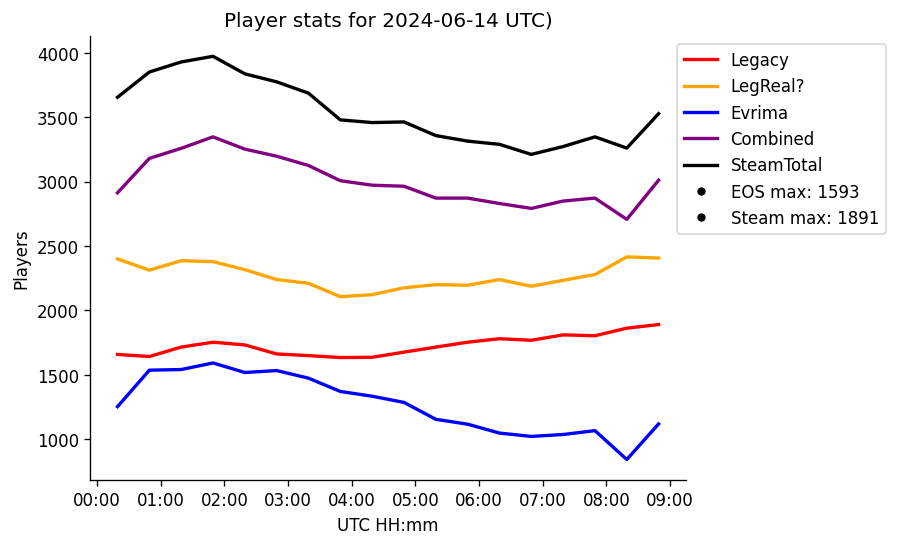 Player stats for 2024-06-14 UTC)
Legacy
LegReal?
Evrima
Combined
SteamTotal
EOS max: 1593
Steam max: 1891
Players
4000
3500
3000
2500
2000
1500
1000
00:00 01:00 02:00 03:00 04:00 05:00 06:00 07:00 08:00 09:00
UTC HH:mm